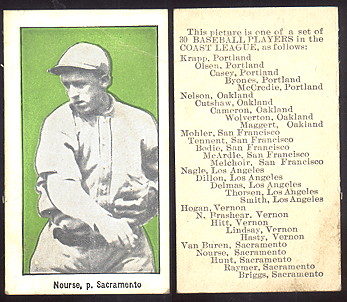 Nourse, p. Sacramento
This picture is one of a set of
30 BASEBALL PLAYERS in the
COAST LEAGUE, as follows:
Krapp, Portland
Olsen, Portland
Casey, Portland
Byones, Portland
McCredie, Portland
Nelson, Oakland
Cutshaw, Oakland
Cameron, Oakland
Wolverton, Oakland
Maggert, Oakland
Mohler, San Francisco
Tennent, San Francisco
Bodie, San Francisco
McArdle, San Francisco
Melchoir, San Francisco
Nagle, Los Angeles
Dillon, Los Angeles
Delmas, Los Angeles
Thorsen, Los Angeles
Smith, Los Angeles
Hogan, Vernon
N. Brashear, Vernon
Hitt, Vernon
Lindsay, Vernon
Hasty, Vernon
Van Buren, Sacramento
Nourse, Sacramento
Hunt, Sacramento
Raymer, Sacramento
Briggs, Sacramento